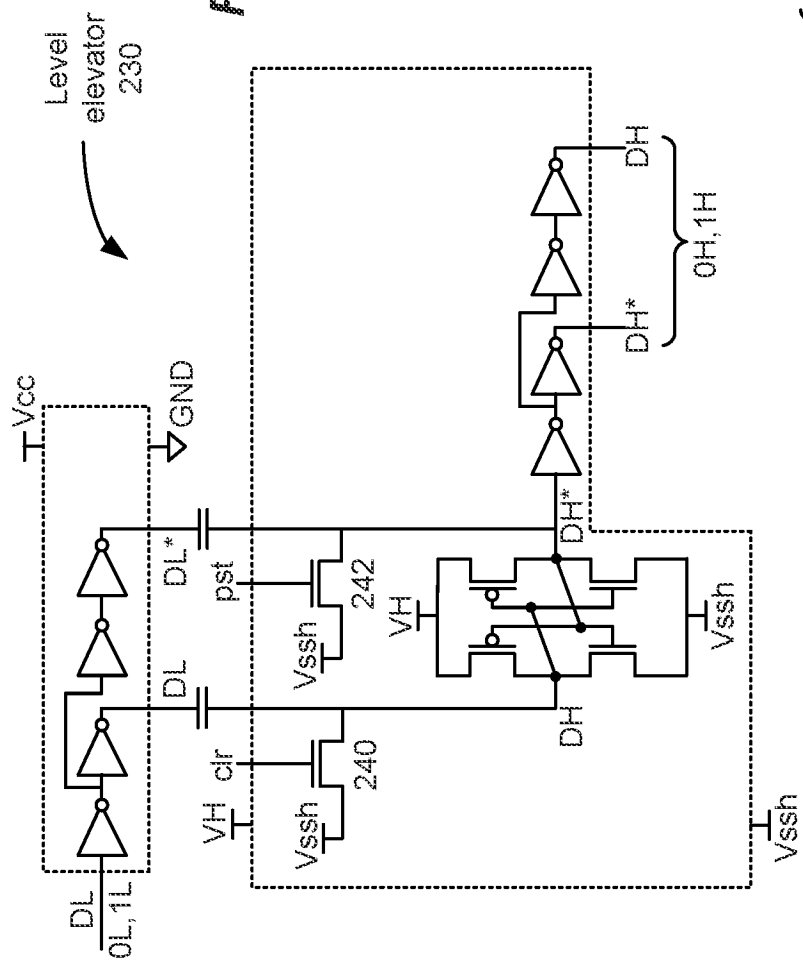 Level
elevator
230
Vcc
GND
DL
0L,1L
DL
DL*
clr
pst
VH
Vssh
240
Vssh
242
VH
Vssh
DH
DH*
DH*
DH
0H,1H
Vssh